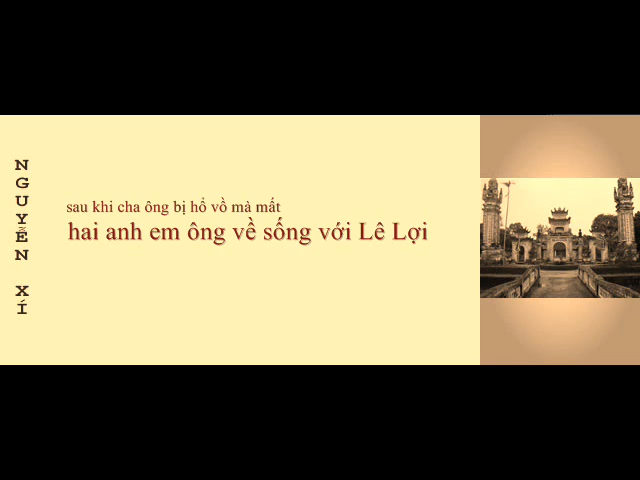 NGUYỄN XÍ
sau khi cha ông bị hổ vồ mà mất
hai anh em ông về sống với Lê Lợi